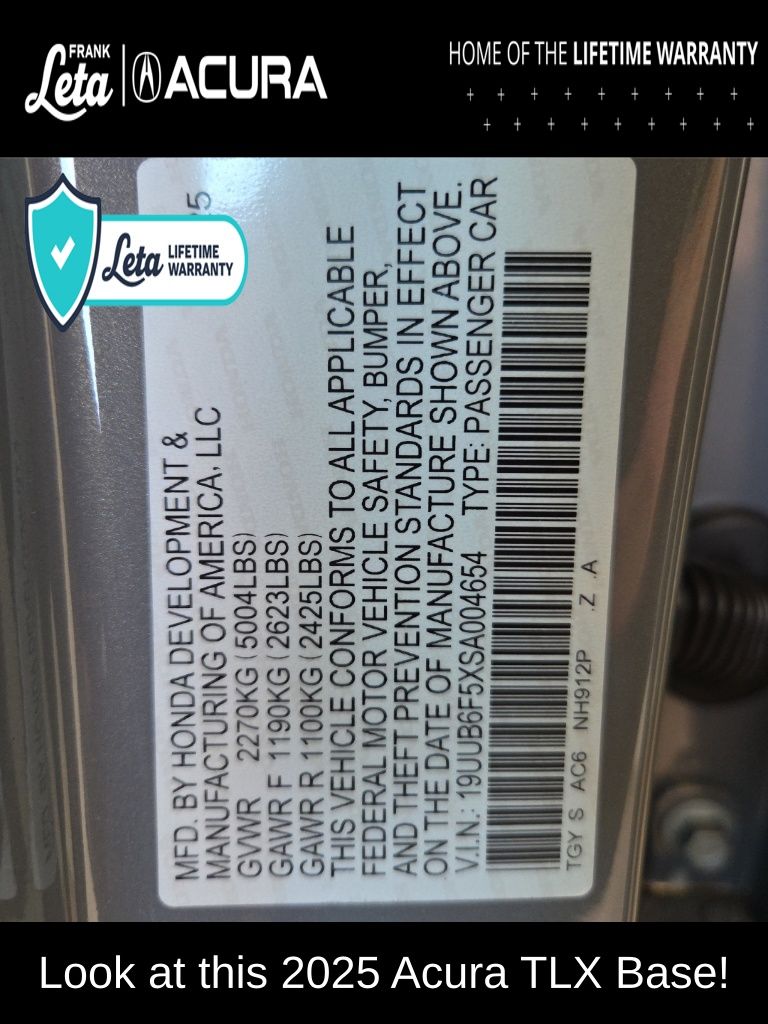 FRANK
Leta
ACURA
HOME OF THE LIFETIME WARRANTY
Leta LIFETIME
WARRANTY
MFD. BY HONDA DEVELOPMENT &
MANUFACTURING OF AMERICA, LLC
GVWR 2270KG (5004LBS)
GAWR F 1190KG (2623LBS)
GAWR R 1100KG (2425LBS)
THIS VEHICLE CONFORMS TO ALL APPLICABLE
FEDERAL MOTOR VEHICLE SAFETY, BUMPER,
AND THEFT PREVENTION STANDARDS IN EFFECT
ON THE DATE OF MANUFACTURE SHOWN ABOVE.
V.I.N.: 19UUB6F5XSA004654 TYPE: PASSENGER CAR
TGY S AC6 NH912P .Z .A
Look at this 2025 Acura TLX Base!